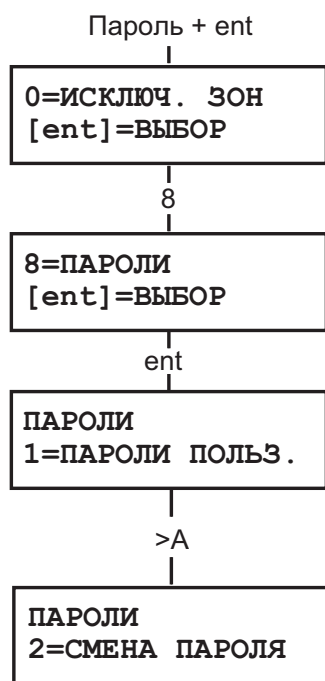 Пароль + ent
0=ИСКЛЮЧ. ЗОН
[ent]=ВЫБОР
8
8=ПАРОЛИ
[ent]=ВЫБОР
ent
ПАРОЛИ
1=ПАРОЛИ ПОЛЬЗ.
>A
ПАРОЛИ
2=СМЕНА ПАРОЛЯ